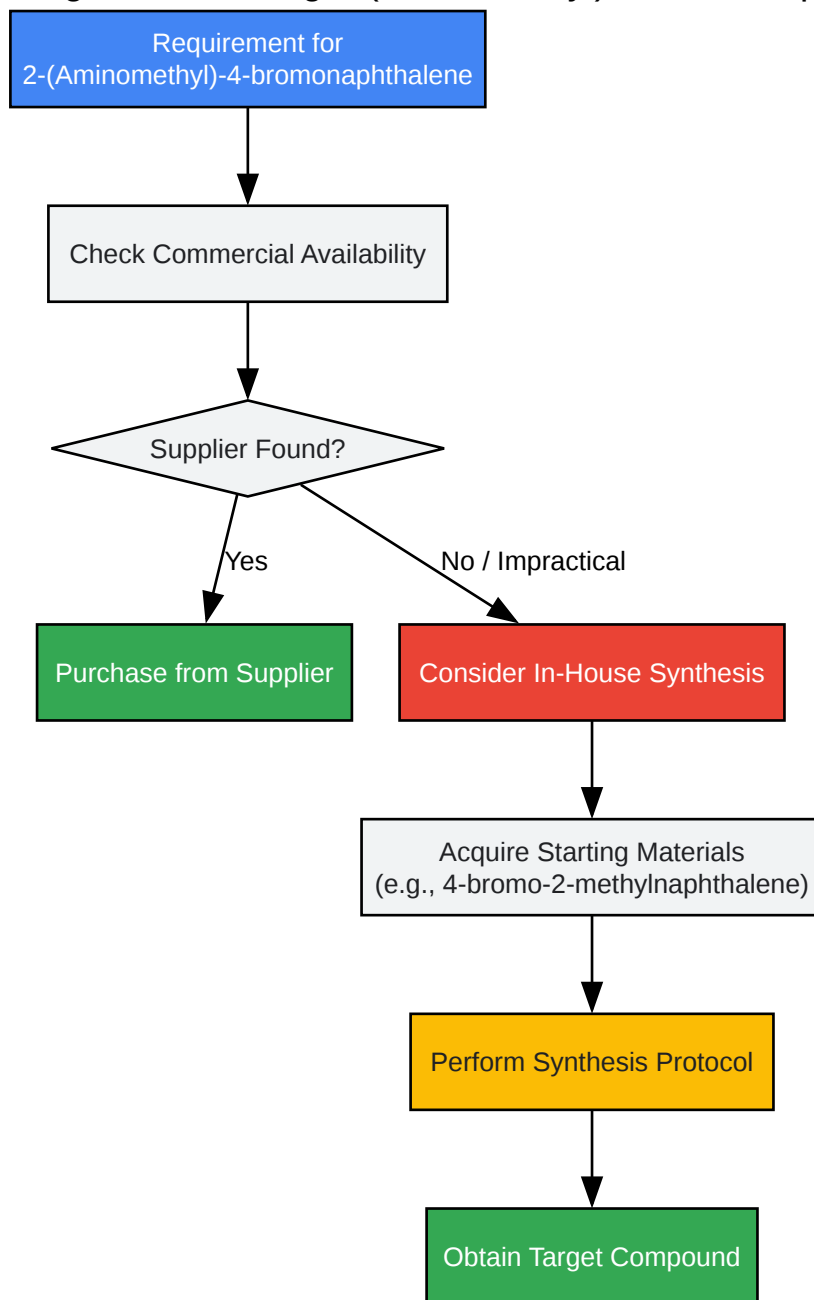 Requirement for
2-(Aminomethyl)-4-bromonaphthalene
Check Commercial Availability
Supplier Found?
Yes
No / Impractical
Purchase from Supplier
Consider In-House Synthesis
Acquire Starting Materials
(e.g., 4-bromo-2-methylnaphthalene)
Perform Synthesis Protocol
Obtain Target Compound